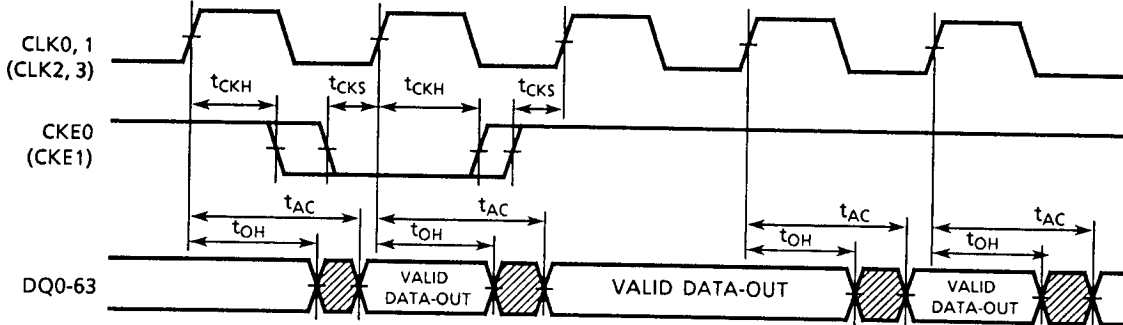 CLK0, 1
(CLK2, 3)
tCKH
tCKS
tCKH
tCKS
CKE0
(CKE1)
tAC
tAC
tAC
tAC
tOH
tOH
tOH
tOH
DQ0-63
VALID
DATA-OUT
VALID DATA-OUT
VALID
DATA-OUT